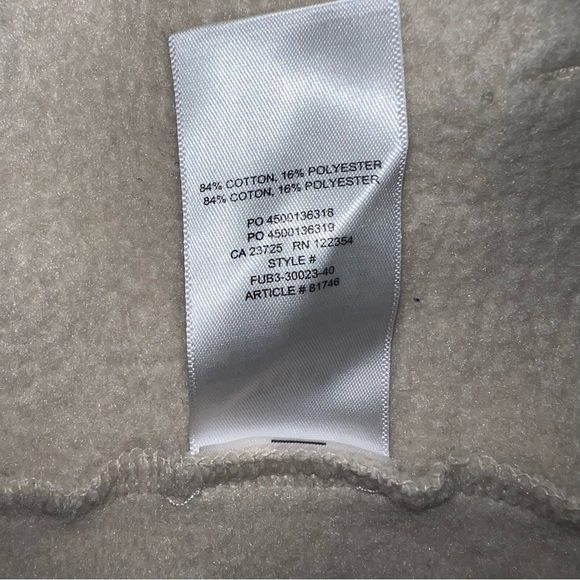 84% COTTON, 16% POLYESTER
84% COTON, 16% POLYESTER
PO 4500136318
PO 4500136319
CA 23725 RN 122354
STYLE #
FUB3-30023-40
ARTICLE # 81746